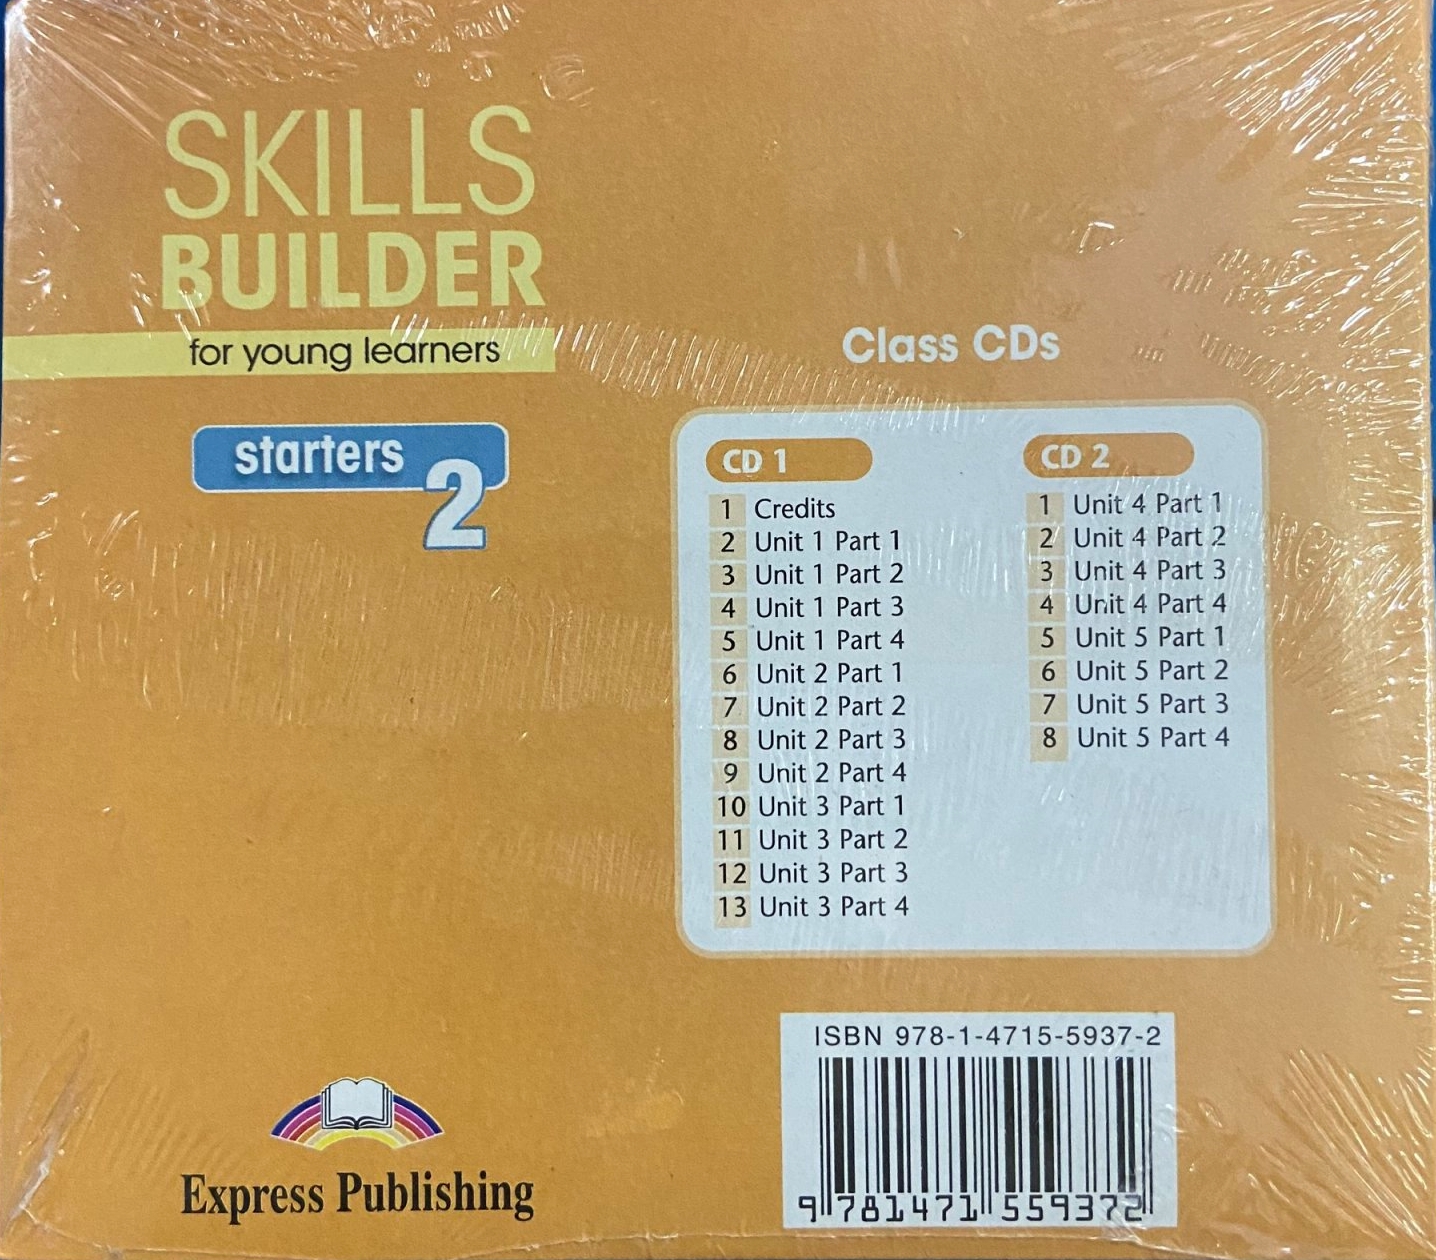 SKILLS
BUILDER
for young learners
starters 2
Class CDs
CD 1
1 Credits
2 Unit 1 Part 1
3 Unit 1 Part 2
4 Unit 1 Part 3
5 Unit 1 Part 4
6 Unit 2 Part 1
7 Unit 2 Part 2
8 Unit 2 Part 3
9 Unit 2 Part 4
10 Unit 3 Part 1
11 Unit 3 Part 2
12 Unit 3 Part 3
13 Unit 3 Part 4
CD 2
1 Unit 4 Part 1
2 Unit 4 Part 2
3 Unit 4 Part 3
4 Unit 4 Part 4
5 Unit 5 Part 1
6 Unit 5 Part 2
7 Unit 5 Part 3
8 Unit 5 Part 4
Express Publishing
ISBN 978-1-4715-5937-2
9 781471 559372